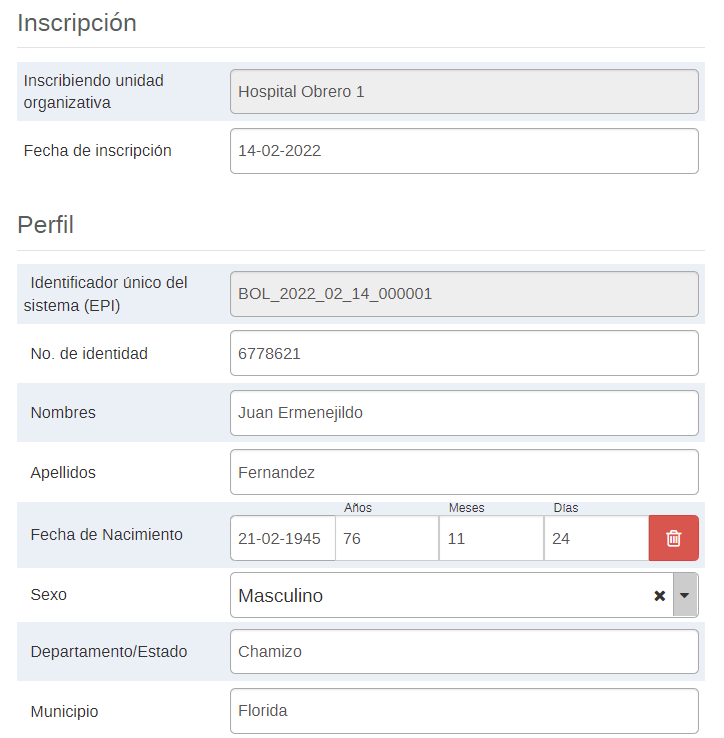 Inscripción
Inscribiendo unidad
organizativa
Hospital Obrero 1
Fecha de inscripción
14-02-2022
Perfil
Identificador único del
sistema (EPI)
BOL_2022_02_14_000001
No. de identidad
6778621
Nombres
Juan Ermenejildo
Apellidos
Fernandez
Años Meses Días
Fecha de Nacimiento
21-02-1945 76 11 24
Sexo
Masculino
Departamento/Estado
Chamizo
Municipio
Florida